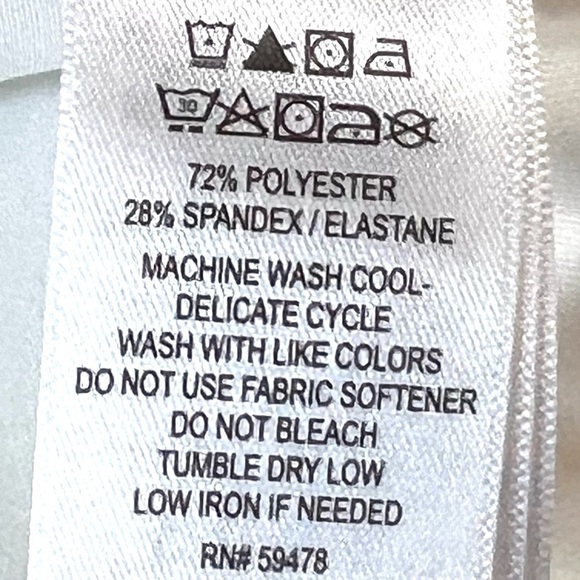 30
72% POLYESTER
28% SPANDEX / ELASTANE
MACHINE WASH COOL-
DELICATE CYCLE
WASH WITH LIKE COLORS
DO NOT USE FABRIC SOFTENER
DO NOT BLEACH
TUMBLE DRY LOW
LOW IRON IF NEEDED
RN# 59478